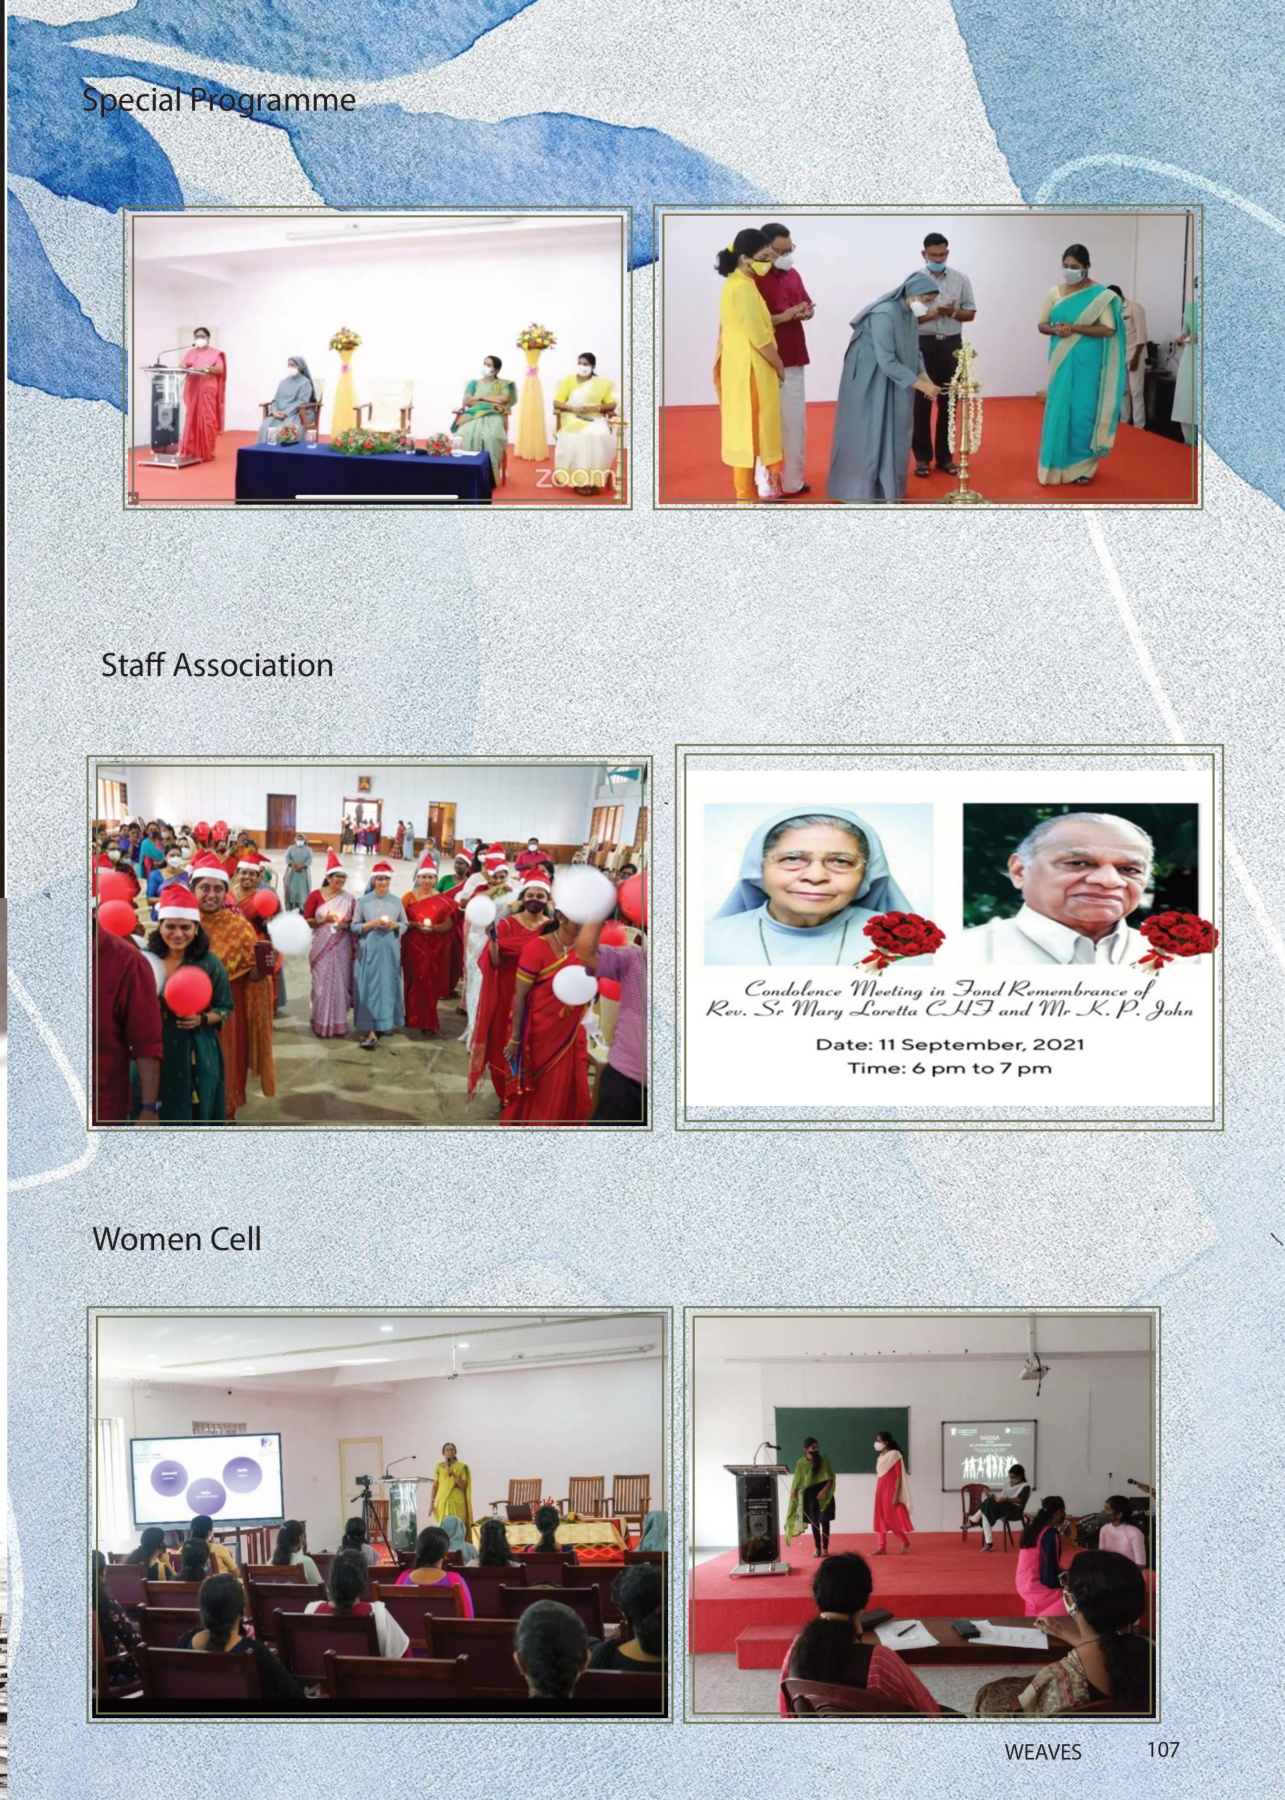 Special Programme
zoom
Staff Association
Condolence Meeting in Fond Remembrance of
Rev. Sr Mary Loretta CHF and Mr K. P. John
Date: 11 September, 2021
Time: 6 pm to 7 pm
Women Cell
WEAVES 107